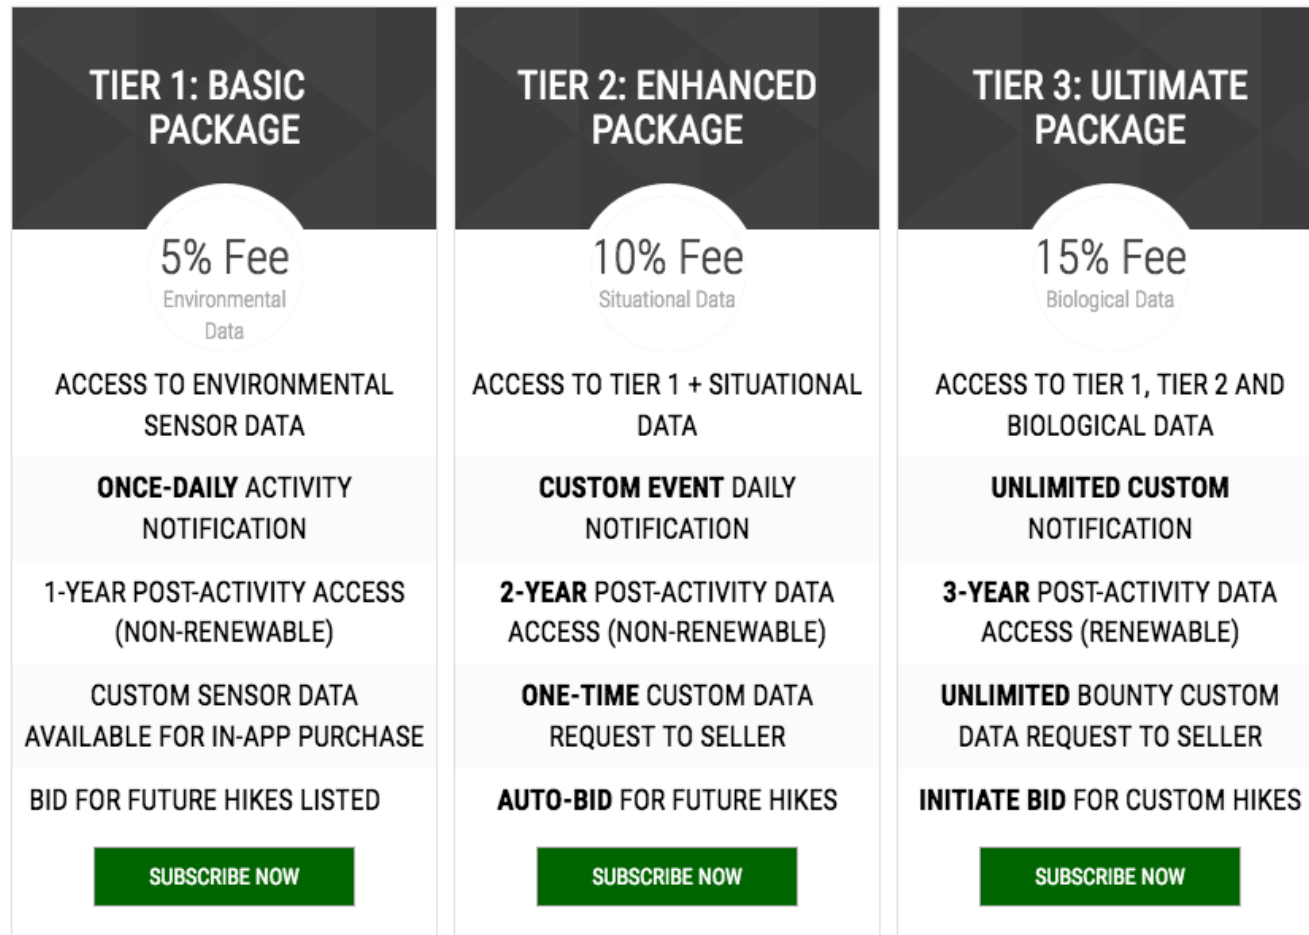 TIER 1: BASIC
PACKAGE
5% Fee
Environmental
Data
ACCESS TO ENVIRONMENTAL
SENSOR DATA
ONCE-DAILY ACTIVITY
NOTIFICATION
1-YEAR POST-ACTIVITY ACCESS
(NON-RENEWABLE)
CUSTOM SENSOR DATA
AVAILABLE FOR IN-APP PURCHASE
BID FOR FUTURE HIKES LISTED
SUBSCRIBE NOW
TIER 2: ENHANCED
PACKAGE
10% Fee
Situational Data
ACCESS TO TIER 1 + SITUATIONAL
DATA
CUSTOM EVENT DAILY
NOTIFICATION
2-YEAR POST-ACTIVITY DATA
ACCESS (NON-RENEWABLE)
ONE-TIME CUSTOM DATA
REQUEST TO SELLER
AUTO-BID FOR FUTURE HIKES
SUBSCRIBE NOW
TIER 3: ULTIMATE
PACKAGE
15% Fee
Biological Data
ACCESS TO TIER 1, TIER 2 AND
BIOLOGICAL DATA
UNLIMITED CUSTOM
NOTIFICATION
3-YEAR POST-ACTIVITY DATA
ACCESS (RENEWABLE)
UNLIMITED BOUNTY CUSTOM
DATA REQUEST TO SELLER
INITIATE BID FOR CUSTOM HIKES
SUBSCRIBE NOW